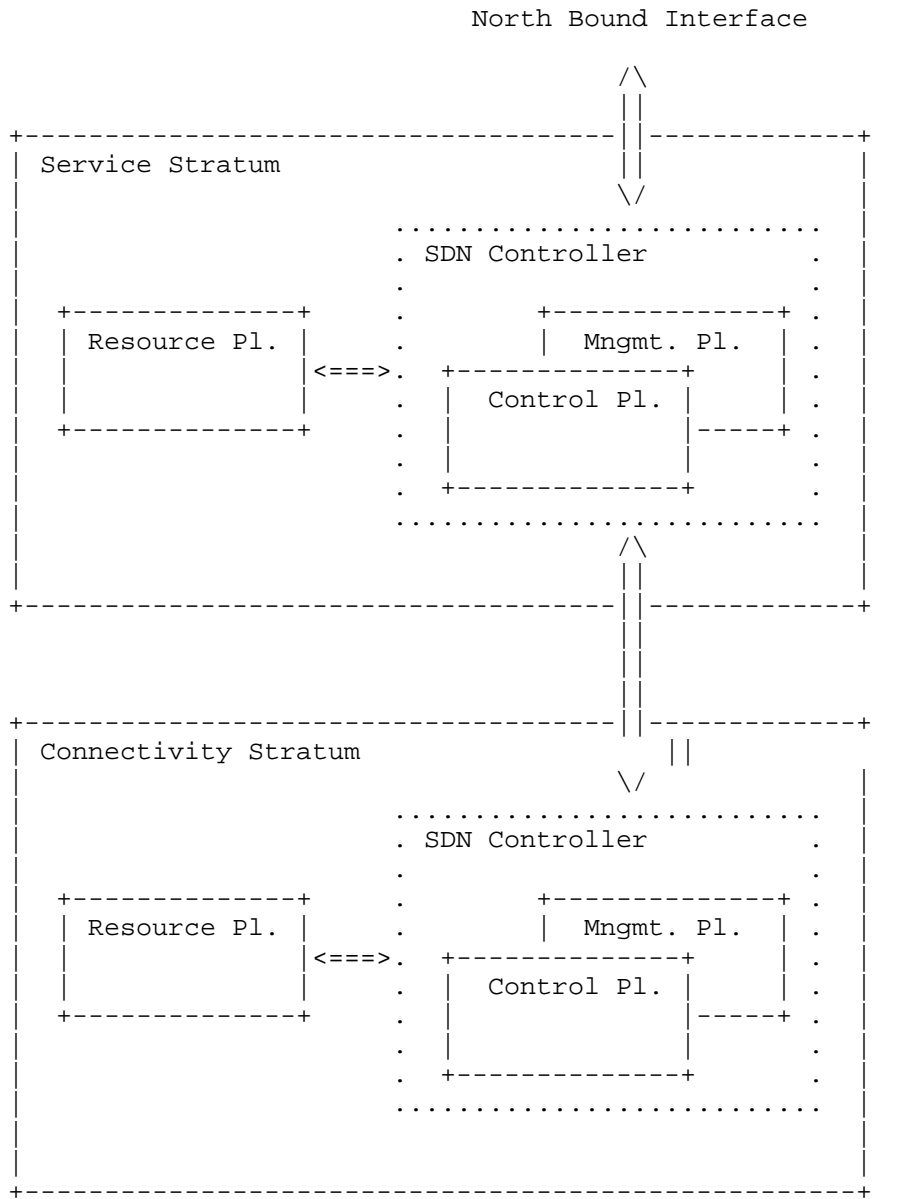 North Bound Interface
Service Stratum
SDN Controller
Resource Pl.
Mngmt. Pl.
Control Pl.
Connectivity Stratum
SDN Controller
Resource Pl.
Mngmt. Pl.
Control Pl.